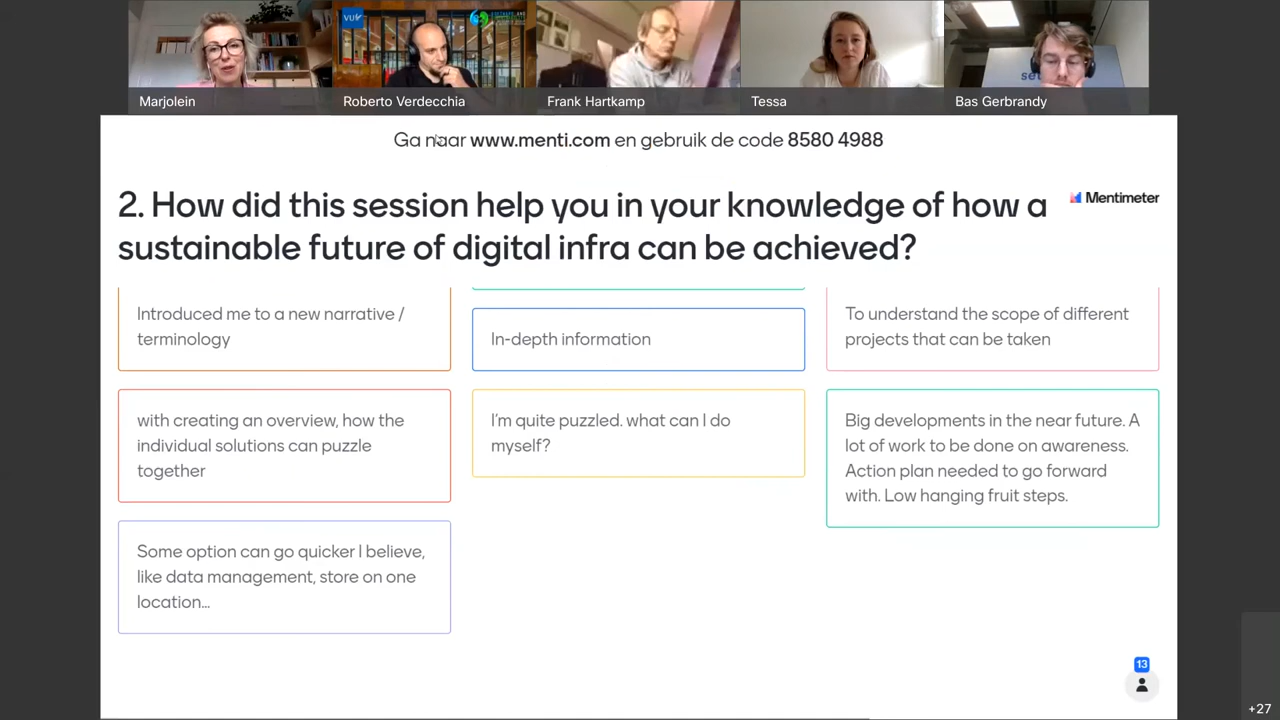 VU
Marjolein
Roberto Verdecchia
Frank Hartkamp
Tessa
Bas Gerbrandy
Ga naar www.menti.com en gebruik de code 8580 4988
2. How did this session help you in your knowledge of how a
sustainable future of digital infra can be achieved?
Mentimeter
Introduced me to a new narrative /
terminology
In-depth information
To understand the scope of different
projects that can be taken
with creating an overview, how the
individual solutions can puzzle
together
I'm quite puzzled. what can I do
myself?
Big developments in the near future. A
lot of work to be done on awareness.
Action plan needed to go forward
with. Low hanging fruit steps.
Some option can go quicker I believe,
like data management, store on one
location...
13
+27